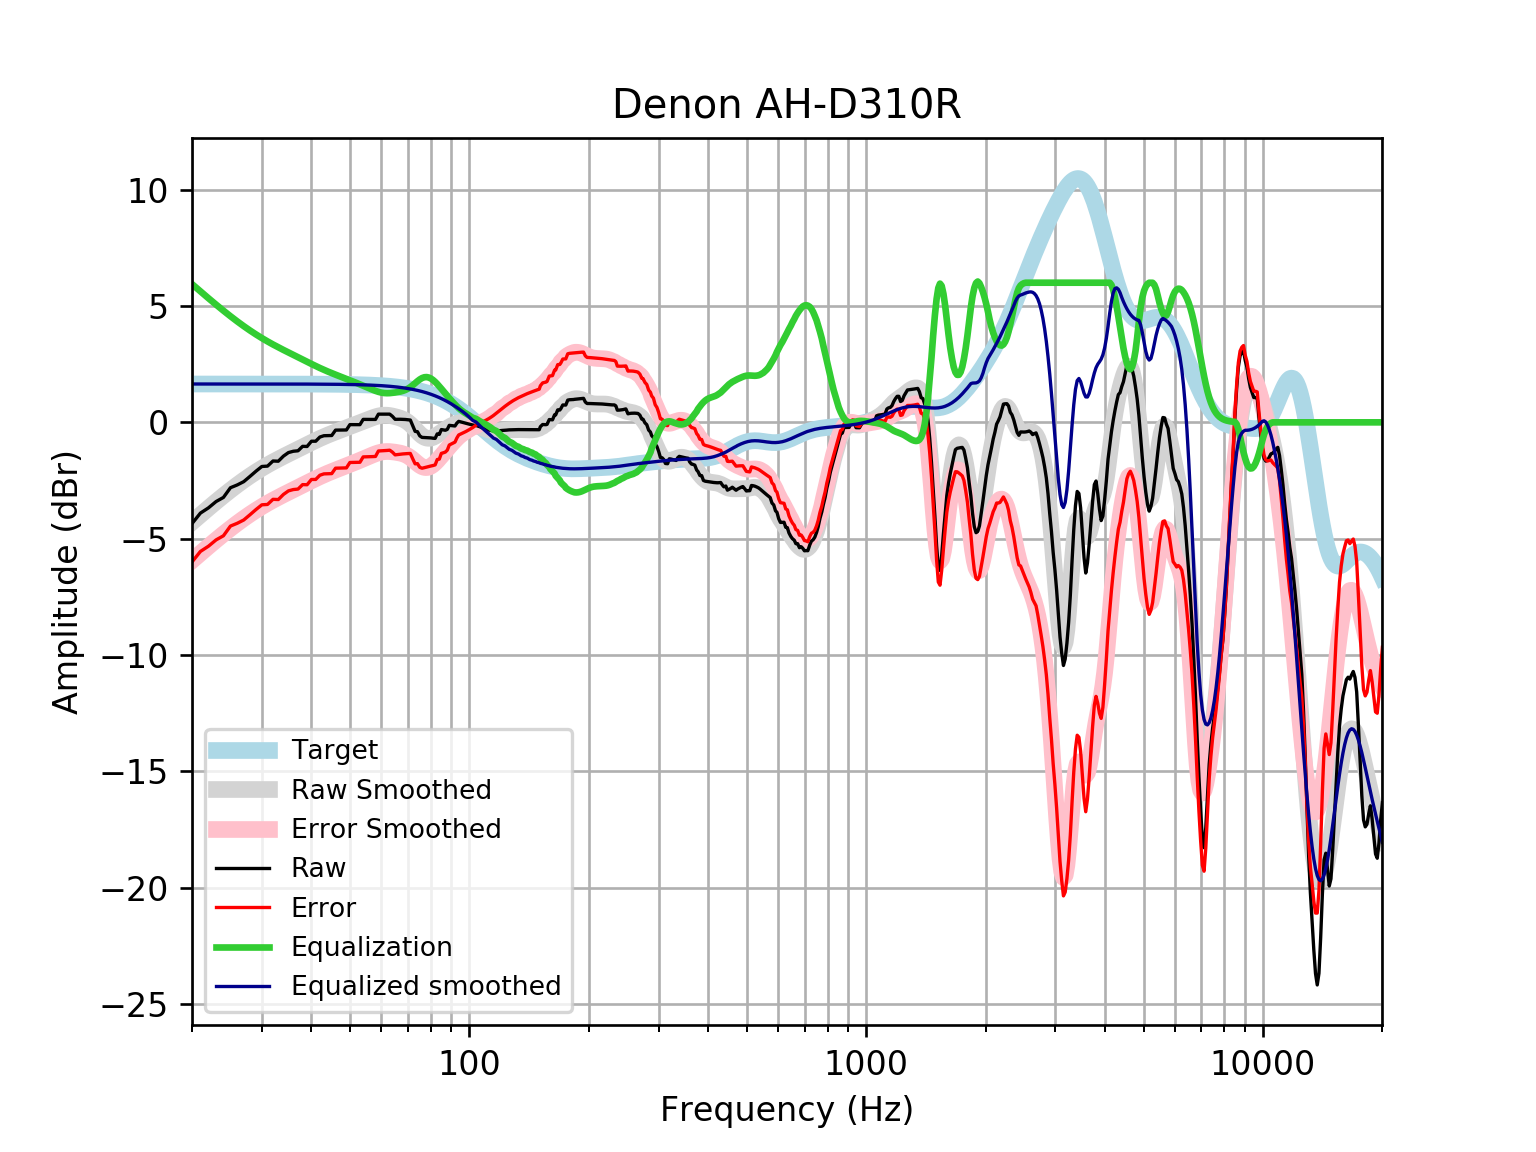 Denon AH-D310R
10
5
0
−5
−10
−15
−20
−25
Amplitude (dBr)
Target
Raw Smoothed
Error Smoothed
Raw
Error
Equalization
Equalized smoothed
100 1000 10000
Frequency (Hz)